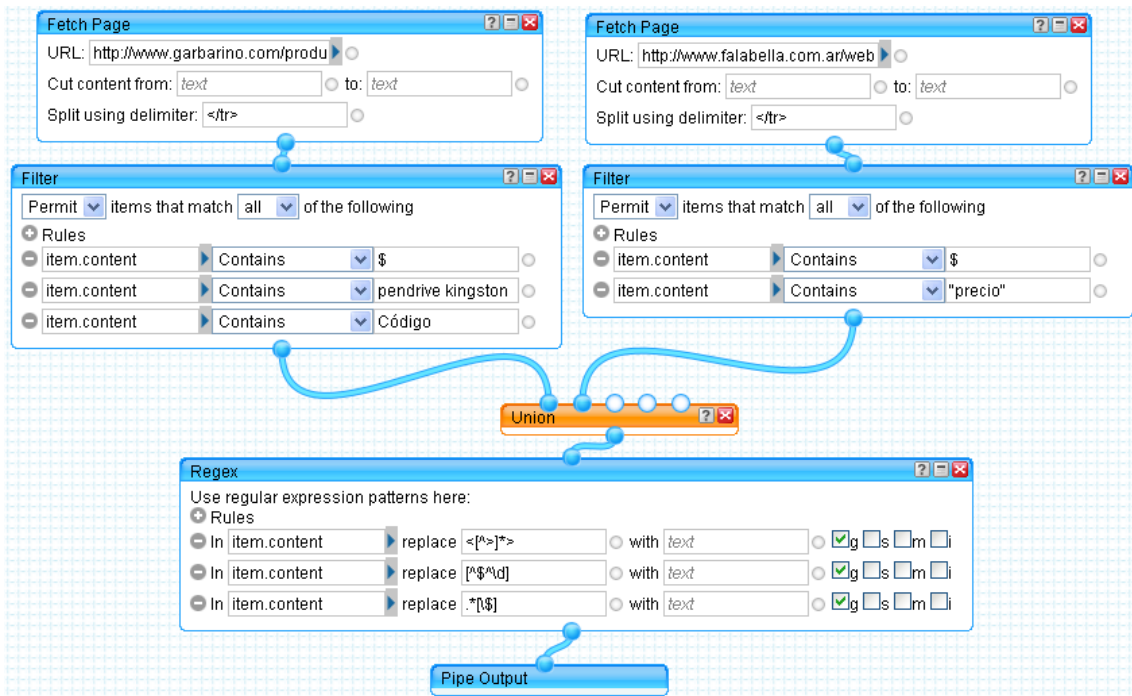 Fetch Page
URL: http://www.garbarino.com/produ
Cut content from: text to: text
Split using delimiter: </tr>
Fetch Page
URL: http://www.falabella.com.ar/web
Cut content from: text to: text
Split using delimiter: </tr>
Filter
Permit items that match all of the following
Rules
item.content Contains $
item.content Contains pendrive kingston
item.content Contains Código
Filter
Permit items that match all of the following
Rules
item.content Contains $
item.content Contains "precio"
Union
Regex
Use regular expression patterns here:
Rules
In item.content replace <[^>]*> with text g s m i
In item.content replace [^$^\d] with text g s m i
In item.content replace .*[\$] with text g s m i
Pipe Output